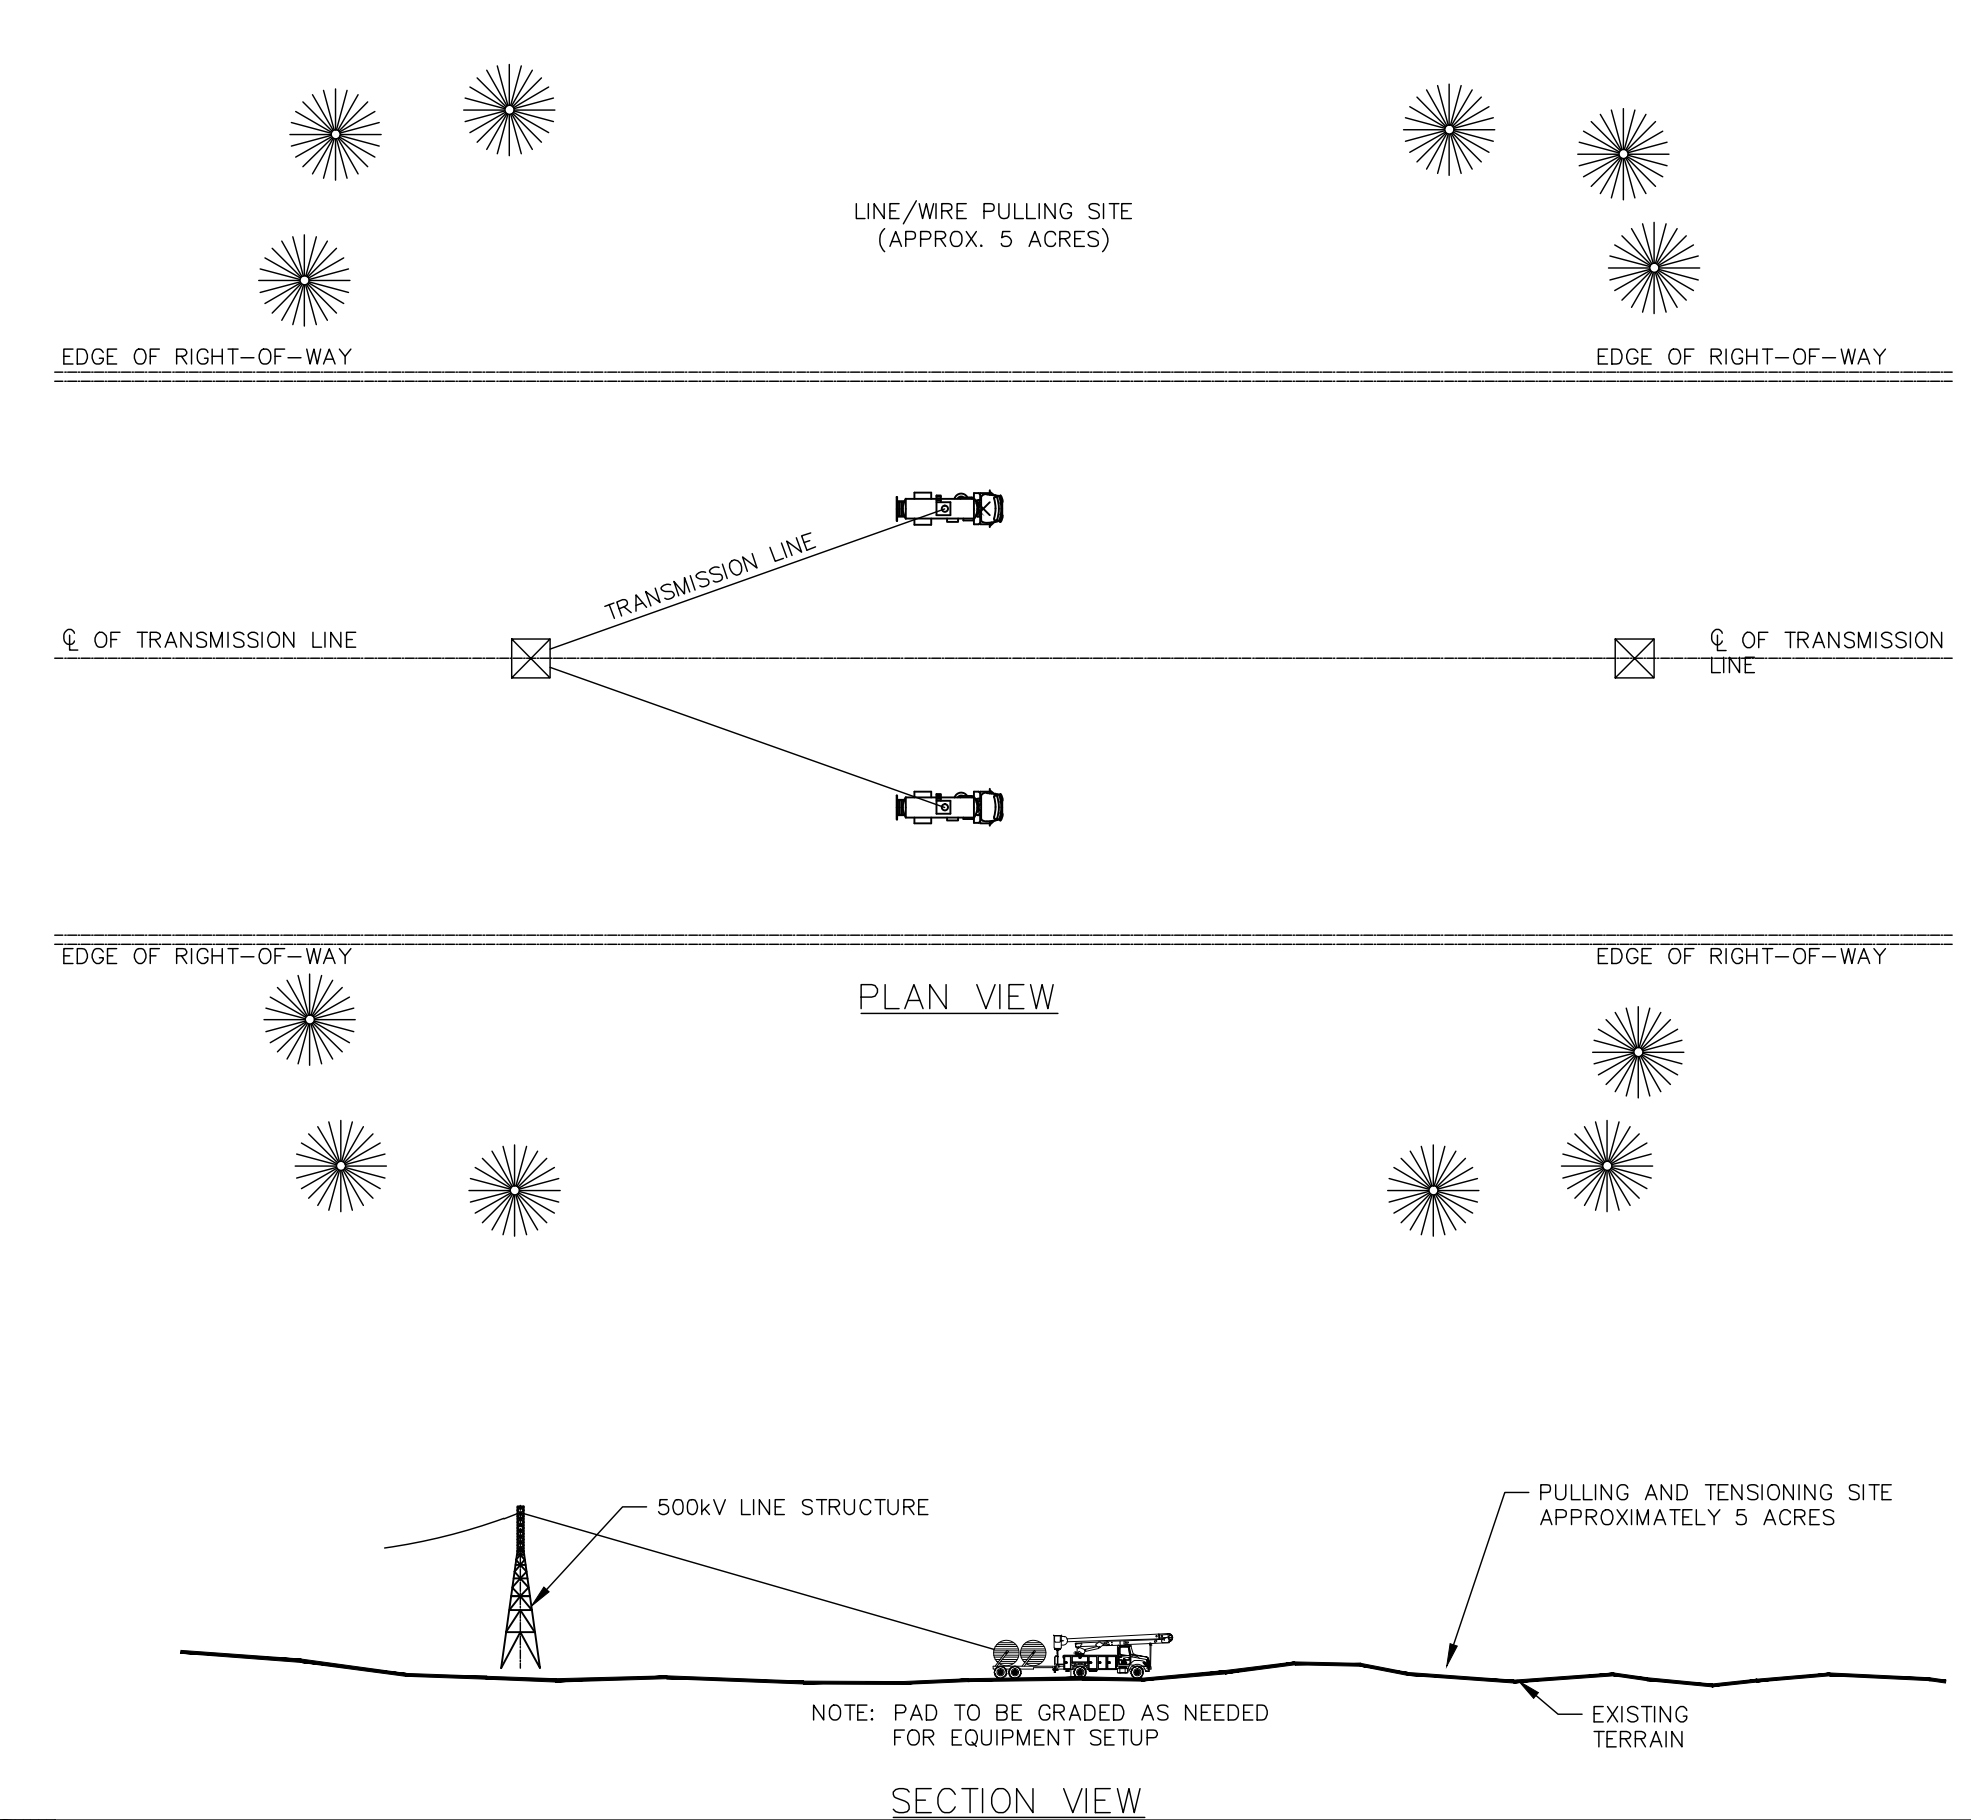 LINE/WIRE PULLING SITE
(APPROX. 5 ACRES)
EDGE OF RIGHT-OF-WAY
EDGE OF RIGHT-OF-WAY
TRANSMISSION LINE
℄ OF TRANSMISSION LINE
℄ OF TRANSMISSION
LINE
EDGE OF RIGHT-OF-WAY
EDGE OF RIGHT-OF-WAY
PLAN VIEW
500kV LINE STRUCTURE
PULLING AND TENSIONING SITE
APPROXIMATELY 5 ACRES
NOTE: PAD TO BE GRADED AS NEEDED
FOR EQUIPMENT SETUP
EXISTING
TERRAIN
SECTION VIEW